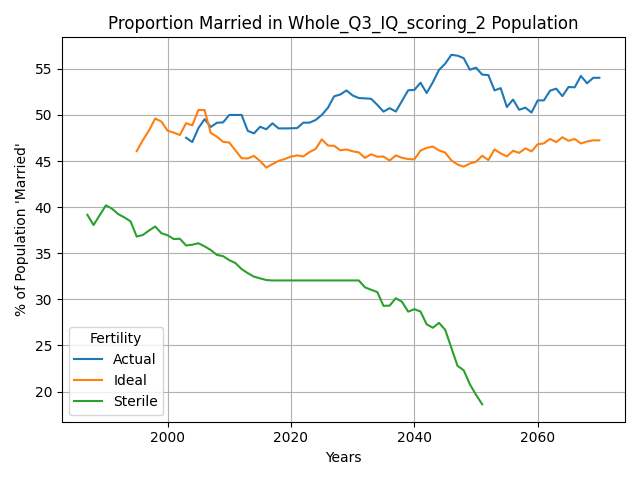 Proportion Married in Whole_Q3_IQ_scoring_2 Population
% of Population 'Married'
55
50
45
40
35
30
25
20
Fertility
Actual
Ideal
Sterile
2000 2020 2040 2060
Years